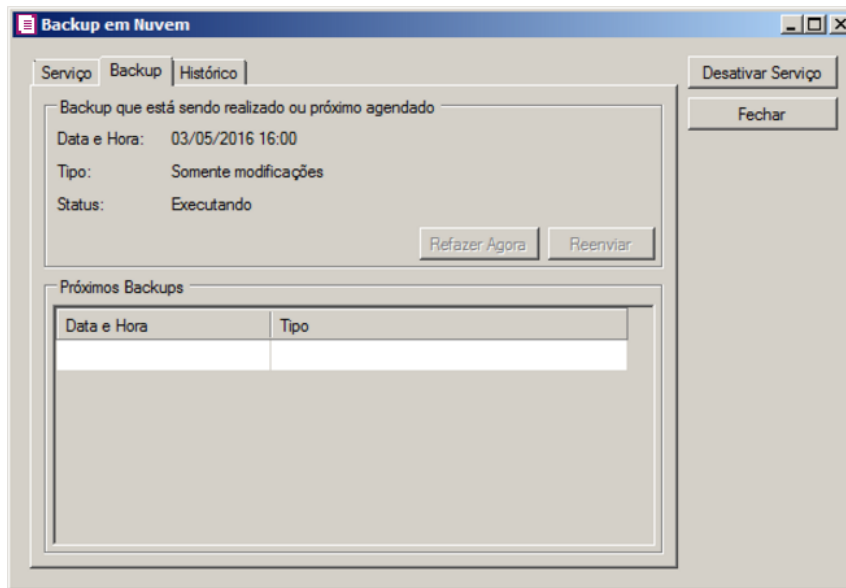 Backup em Nuvem
Serviço Backup Histórico
Desativar Serviço
Fechar
Backup que está sendo realizado ou próximo agendado
Data e Hora: 03/05/2016 16:00
Tipo: Somente modificações
Status: Executando
Refazer Agora Reenviar
Próximos Backups
Data e Hora Tipo